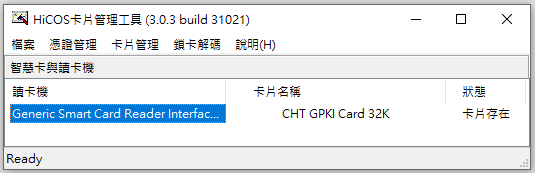 HiCOS卡片管理工具 (3.0.3 build 31021)
檔案 憑證管理 卡片管理 鎖卡解碼 說明(H)
智慧卡與讀卡機
讀卡機 卡片名稱 狀態
Generic Smart Card Reader Interfac... CHT GPKI Card 32K 卡片存在
Ready